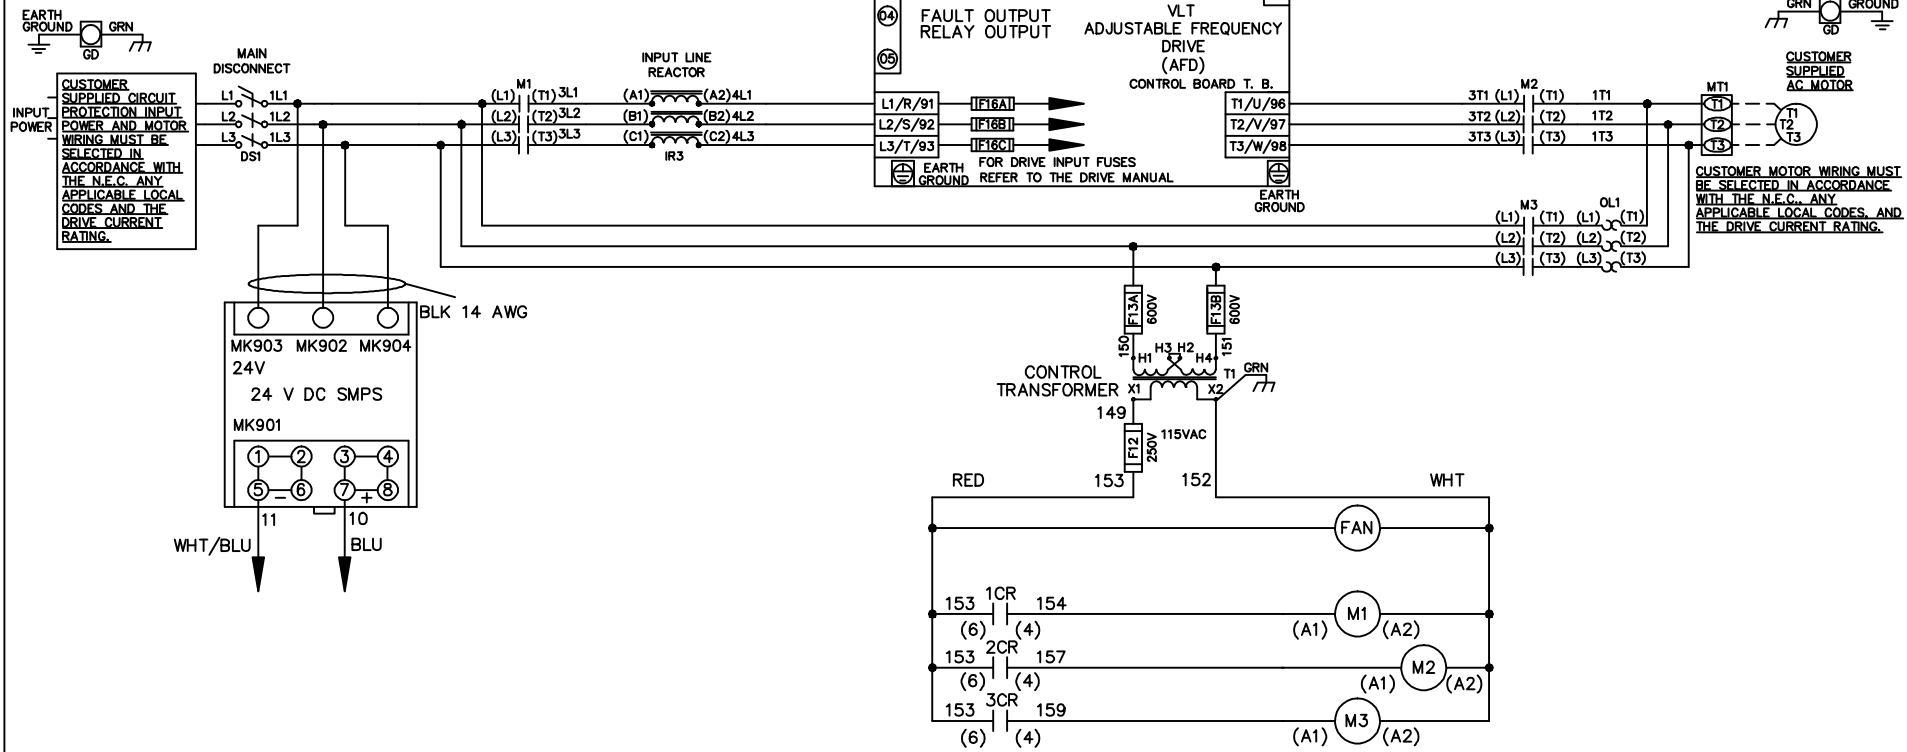 EARTH
GROUND
GRN
GD
MAIN
DISCONNECT
CUSTOMER
SUPPLIED CIRCUIT
PROTECTION INPUT
POWER AND MOTOR
WIRING MUST BE
SELECTED IN
ACCORDANCE WITH
THE N.E.C. ANY
APPLICABLE LOCAL
CODES AND THE
DRIVE CURRENT
RATING.
INPUT
POWER
L1 1L1
L2 1L2
L3 1L3
DS1
M1
(L1) (T1) 3L1
(L2) (T2) 3L2
(L3) (T3) 3L3
INPUT LINE
REACTOR
(A1) (A2) 4L1
(B1) (B2) 4L2
(C1) (C2) 4L3
IR3
04
FAULT OUTPUT
RELAY OUTPUT
05
VLT
ADJUSTABLE FREQUENCY
DRIVE
(AFD)
CONTROL BOARD T. B.
L1/R/91 F16A T1/U/96
L2/S/92 F16B T2/V/97
L3/T/93 F16C T3/W/98
EARTH
GROUND
FOR DRIVE INPUT FUSES
REFER TO THE DRIVE MANUAL
EARTH
GROUND
M2
3T1 (L1) (T1) 1T1
3T2 (L2) (T2) 1T2
3T3 (L3) (T3) 1T3
GRN GROUND
GD
CUSTOMER
SUPPLIED
AC MOTOR
MT1
T1
T2
T3
T1
T2
T3
CUSTOMER MOTOR WIRING MUST
BE SELECTED IN ACCORDANCE
WITH THE N.E.C., ANY
APPLICABLE LOCAL CODES, AND
THE DRIVE CURRENT RATING.
M3 OL1
(L1) (T1) (L1) (T1)
(L2) (T2) (L2) (T2)
(L3) (T3) (L3) (T3)
BLK 14 AWG
MK903 MK902 MK904
24V
24 V DC SMPS
MK901
1 2 3 4
5 − 6 7 + 8
11 10
WHT/BLU BLU
F13A 600V
F13B 600V
150 151
H1 H3 H2 H4
CONTROL
TRANSFORMER
X1 X2
T1
GRN
149
F12 250V
115VAC
153 152
RED WHT
FAN
1CR
153 154
(6) (4)
(A1) M1 (A2)
2CR
153 157
(6) (4)
(A1) M2 (A2)
3CR
153 159
(6) (4)
(A1) M3 (A2)